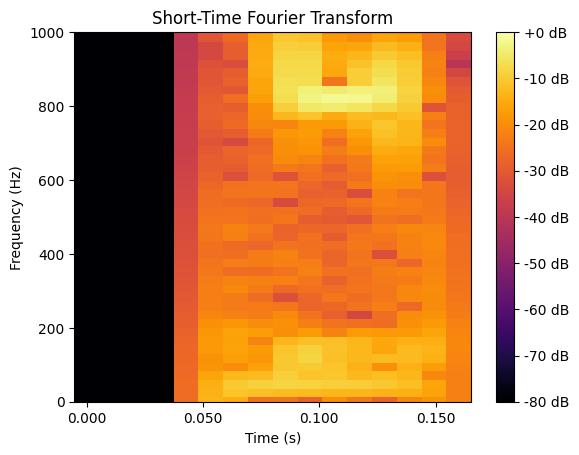 Short-Time Fourier Transform
1000
800
600
400
200
0
Frequency (Hz)
0.000
0.050
0.100
0.150
Time (s)
+0 dB
-10 dB
-20 dB
-30 dB
-40 dB
-50 dB
-60 dB
-70 dB
-80 dB